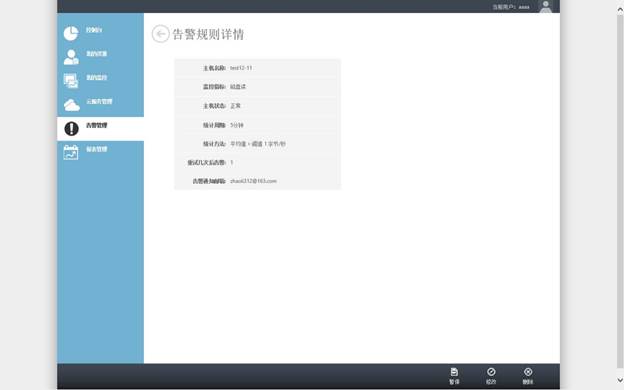 当前用户：aaaa
控制台
我的资源
我的监控
云服务管理
告警管理
报表管理
告警规则详情
主机名称： test12-11
监控指标： 磁盘读
主机状态： 正常
统计周期： 5分钟
统计方法： 平均值 > 阈值 1 字节/秒
重试几次后告警： 1
告警通知邮箱： zhaoli212@163.com
暂停
修改
删除